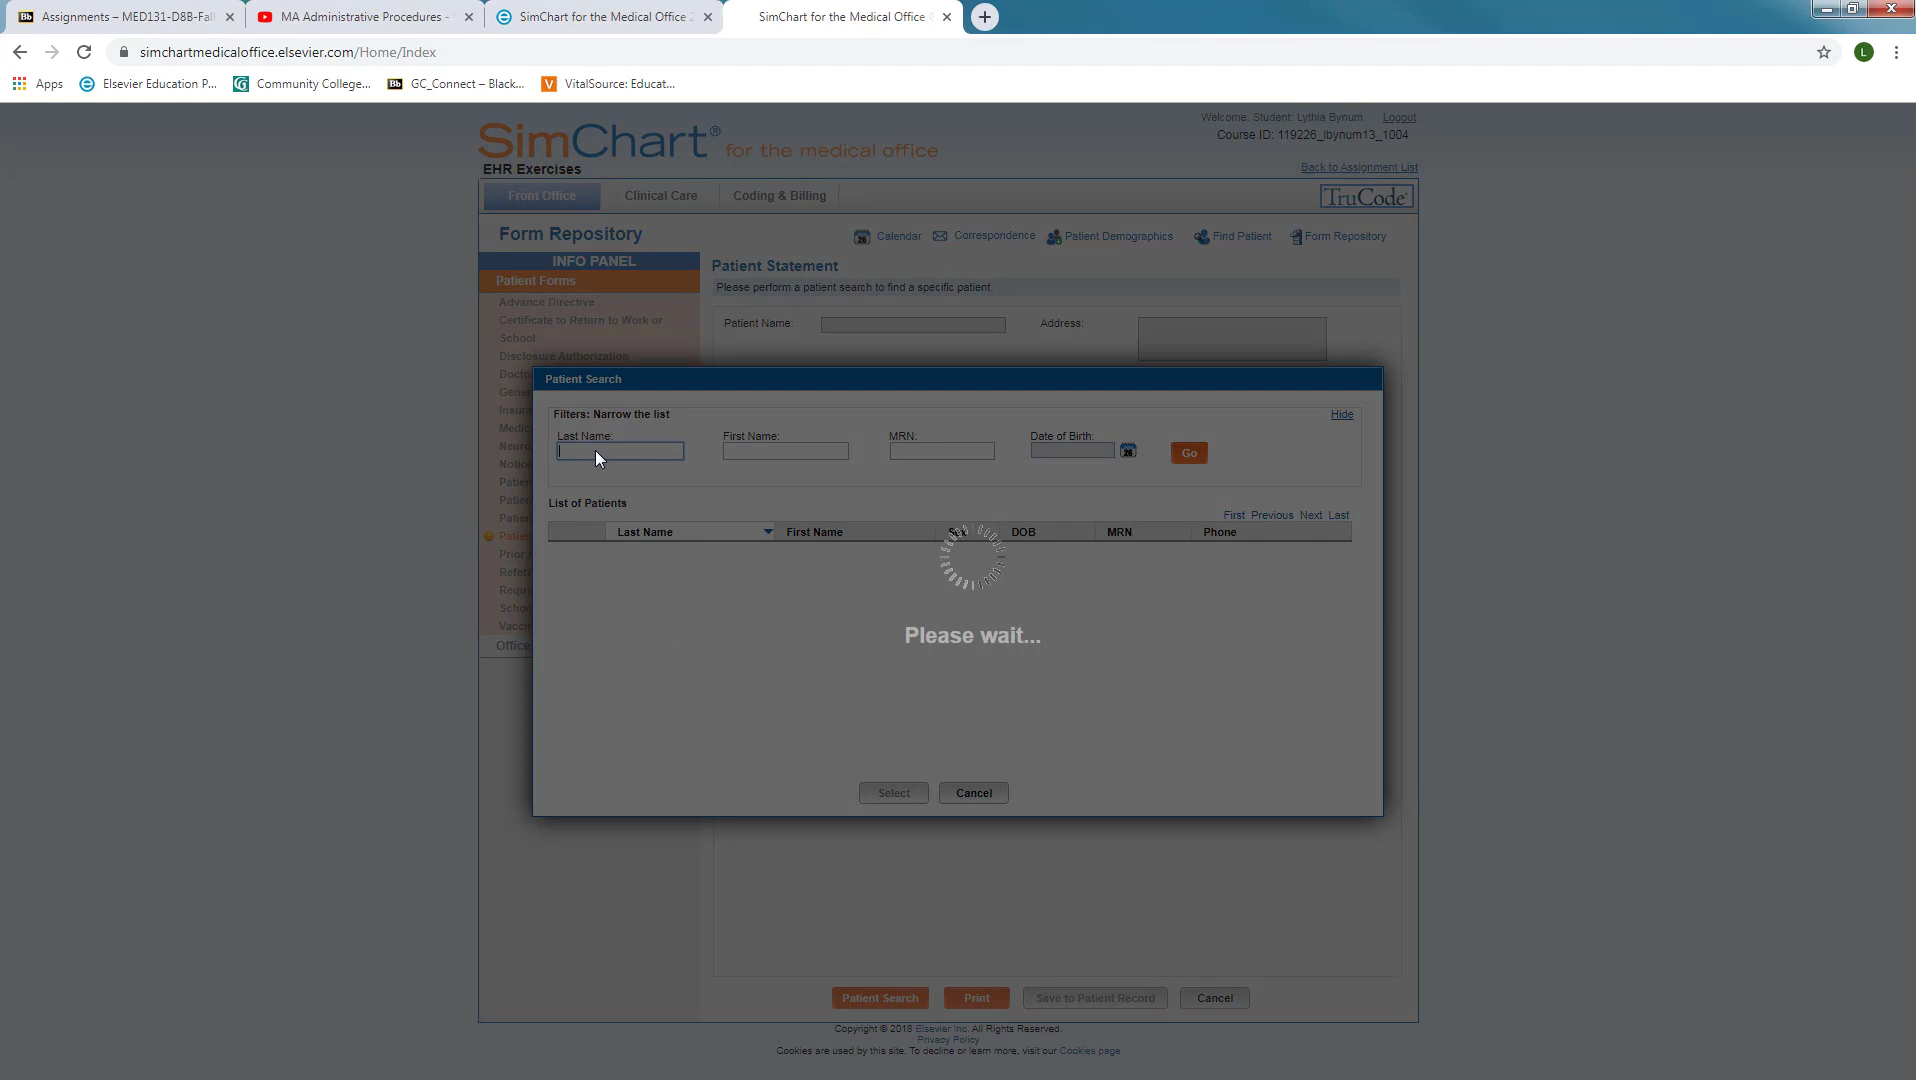 Assignments – MED131-D8B-Fall
MA Administrative Procedures -
SimChart for the Medical Office 2
SimChart for the Medical Office
simchartmedicaloffice.elsevier.com/Home/Index
L
Apps
Elsevier Education P...
Community College...
GC_Connect – Black...
VitalSource: Educat...
SimChart® for the medical office
Welcome, Student: Lythia Bynum Logout
Course ID: 119226_lbynum13_1004
EHR Exercises
Back to Assignment List
Front Office
Clinical Care
Coding & Billing
TruCode
Form Repository
26 Calendar
Correspondence
Patient Demographics
Find Patient
Form Repository
INFO PANEL
Patient Forms
Advance Directive
Certificate to Return to Work or
School
Disclosure Authorization
Patient Statement
Please perform a patient search to find a specific patient.
Patient Name:
Address:
Patient Search
Filters: Narrow the list
Hide
Last Name:
First Name:
MRN:
Date of Birth:
26
Go
List of Patients
First Previous Next Last
Last Name
First Name
Sex
DOB
MRN
Phone
Please wait...
Select
Cancel
Office
Patient Search
Print
Save to Patient Record
Cancel
Copyright © 2018 Elsevier Inc. All Rights Reserved.
Privacy Policy
Cookies are used by this site. To decline or learn more, visit our Cookies page